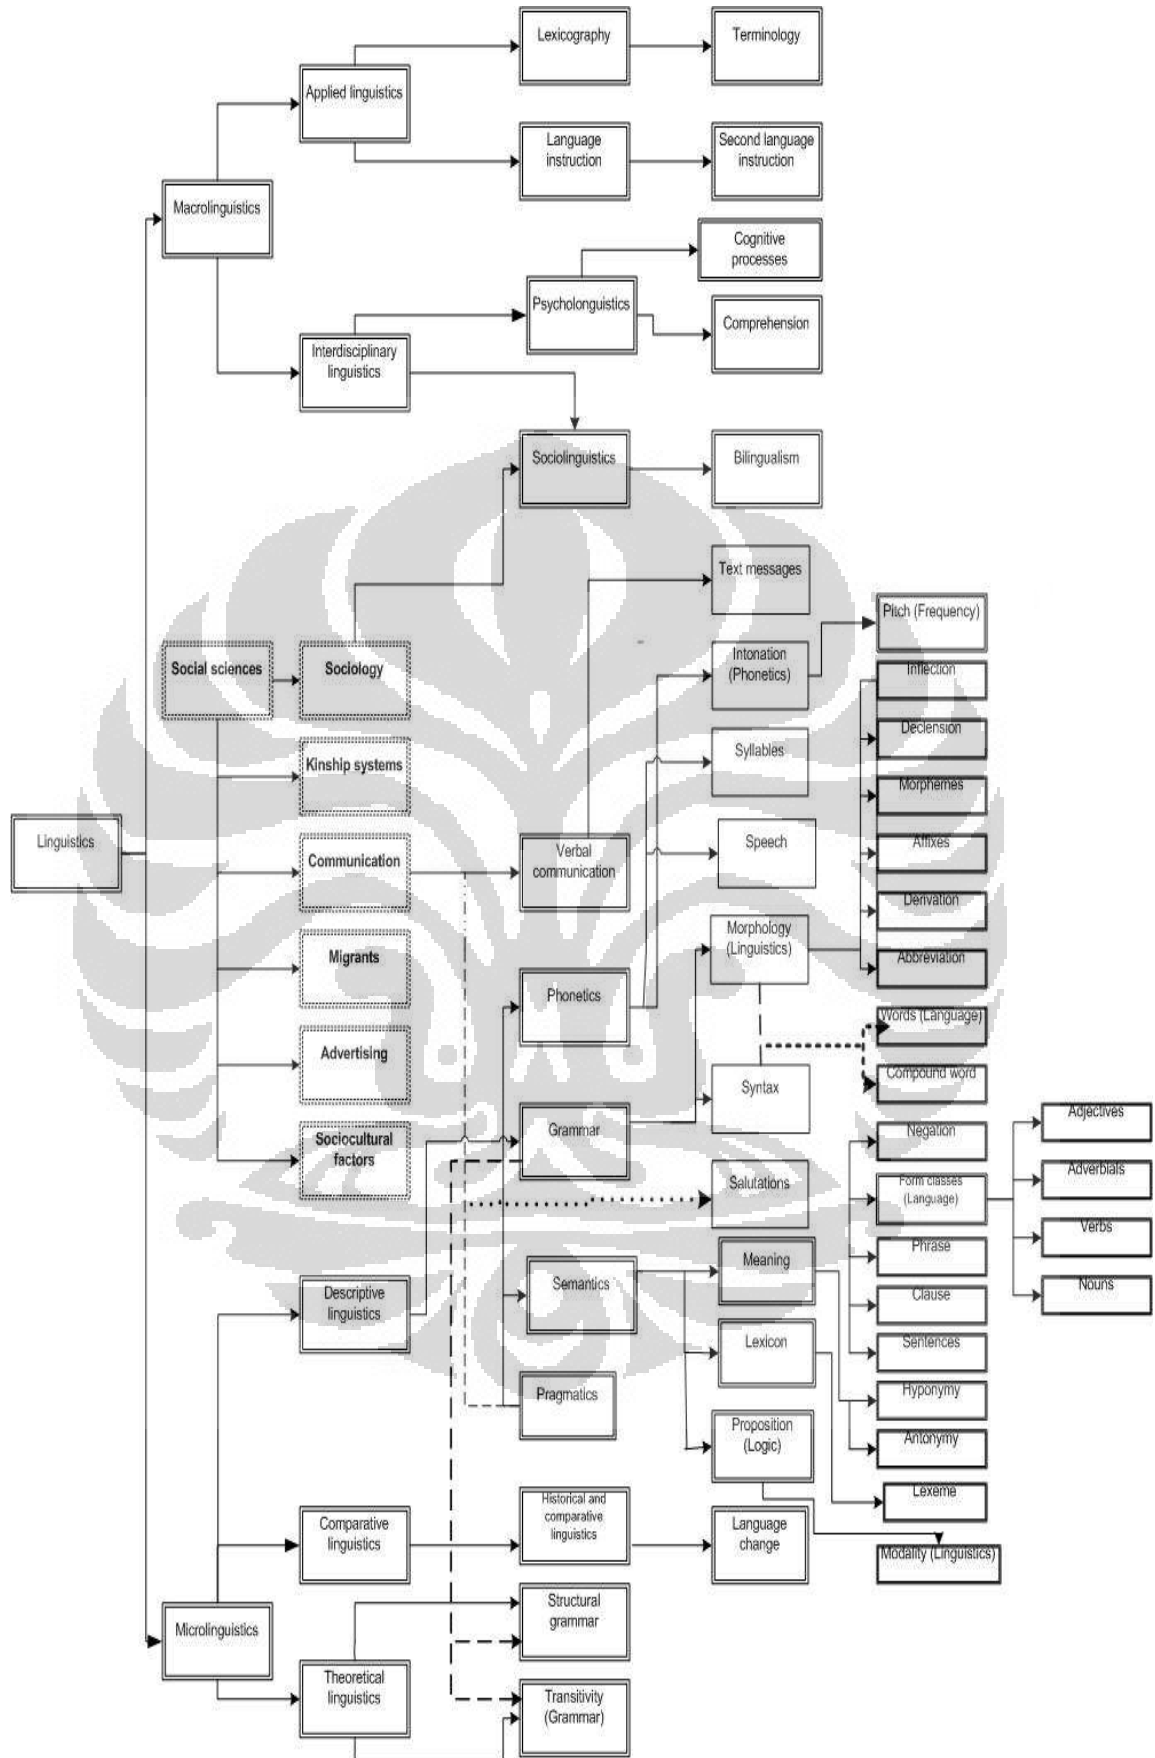 Lexicography
Terminology
Applied linguistics
Language
instruction
Second language
instruction
Macrolinguistics
Cognitive
processes
Psycholonguistics
Comprehension
Interdisciplinary
linguistics
Sociolinguistics
Bilingualism
Text messages
Pitch (Frequency)
Social sciences
Sociology
Intonation
(Phonetics)
Inflection
Declension
Syllables
Kinship systems
Morphemes
Linguistics
Communication
Verbal
communication
Speech
Affixes
Derivation
Morphology
(Linguistics)
Migrants
Abbreviation
Phonetics
Words (Language)
Advertising
Compound word
Syntax
Sociocultural
factors
Grammar
Negation
Adjectives
Salutations
Form classes
(Language)
Adverbials
Verbs
Phrase
Meaning
Semantics
Descriptive
linguistics
Clause
Nouns
Lexicon
Sentences
Pragmatics
Hyponymy
Proposition
(Logic)
Antonymy
Lexeme
Historical and
comparative
linguistics
Comparative
linguistics
Language
change
Modality (Linguistics)
Structural
grammar
Microlinguistics
Theoretical
linguistics
Transitivity
(Grammar)